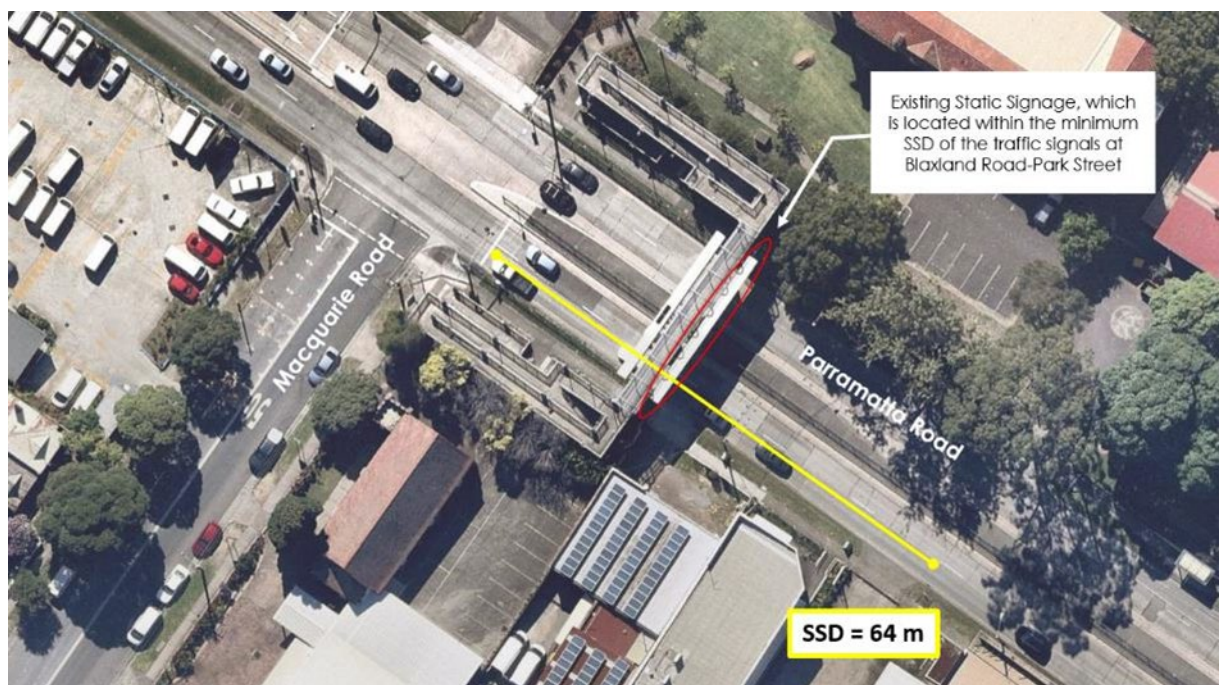 Existing Static Signage, which
is located within the minimum
SSD of the traffic signals at
Blaxland Road-Park Street
Macquarie Road
Parramatta Road
SSD = 64 m